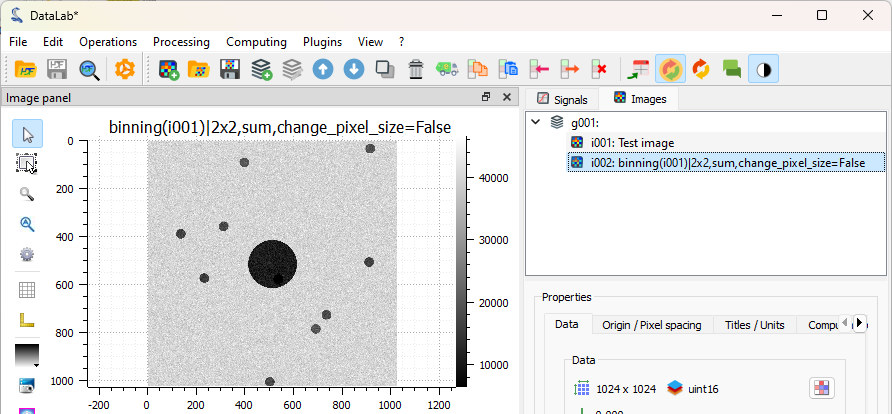 DataLab*
File Edit Operations Processing Computing Plugins View ?
Image panel
Signals Images
binning(i001)|2x2,sum,change_pixel_size=False
0
200
400
600
800
1000
-200 0 200 400 600 800 1000 1200
40000
30000
20000
10000
g001:
i001: Test image
i002: binning(i001)|2x2,sum,change_pixel_size=False
Properties
Data Origin / Pixel spacing Titles / Units
Data
1024 x 1024 uint16